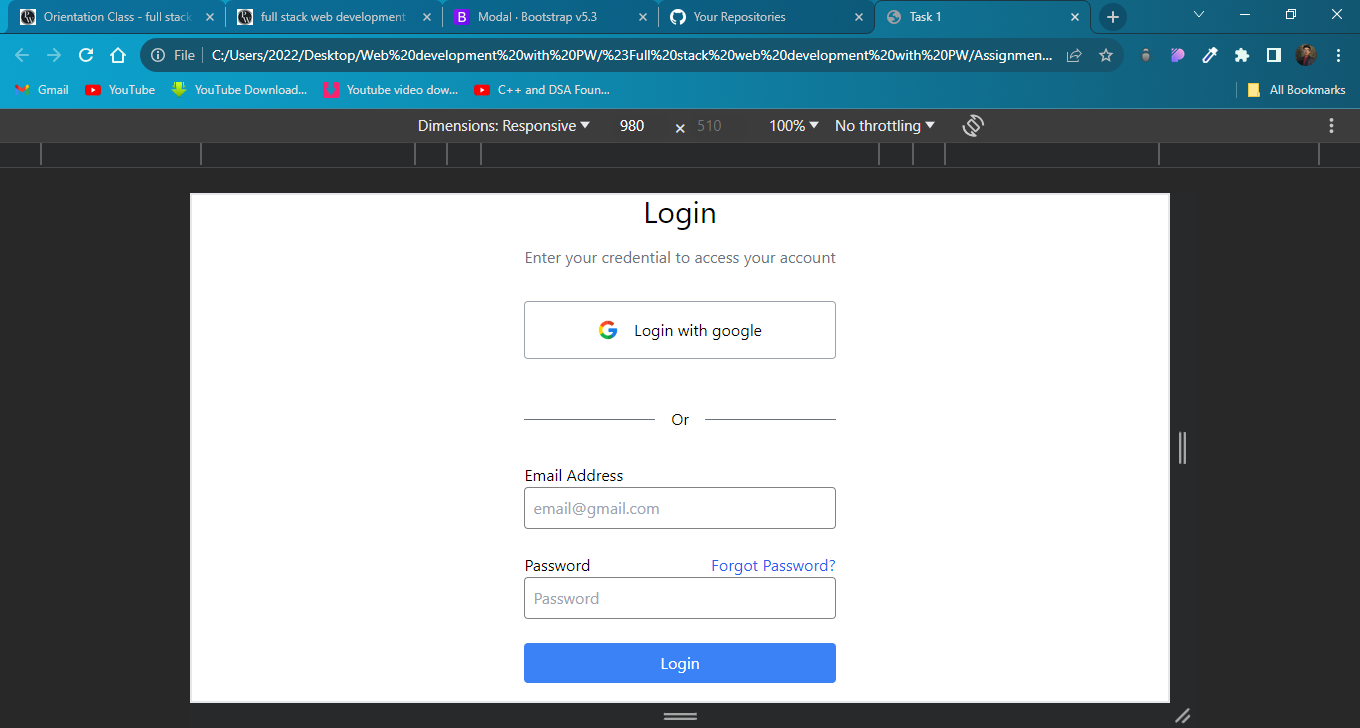 Orientation Class - full stack
full stack web development
Modal · Bootstrap v5.3
Your Repositories
Task 1
File
C:/Users/2022/Desktop/Web%20development%20with%20PW/%23Full%20stack%20web%20development%20with%20PW/Assignmen...
Gmail
YouTube
YouTube Download...
Youtube video dow...
C++ and DSA Foun...
All Bookmarks
Dimensions: Responsive
980
×
510
100%
No throttling
Login
Enter your credential to access your account
Login with google
Or
Email Address
email@gmail.com
Password
Forgot Password?
Password
Login